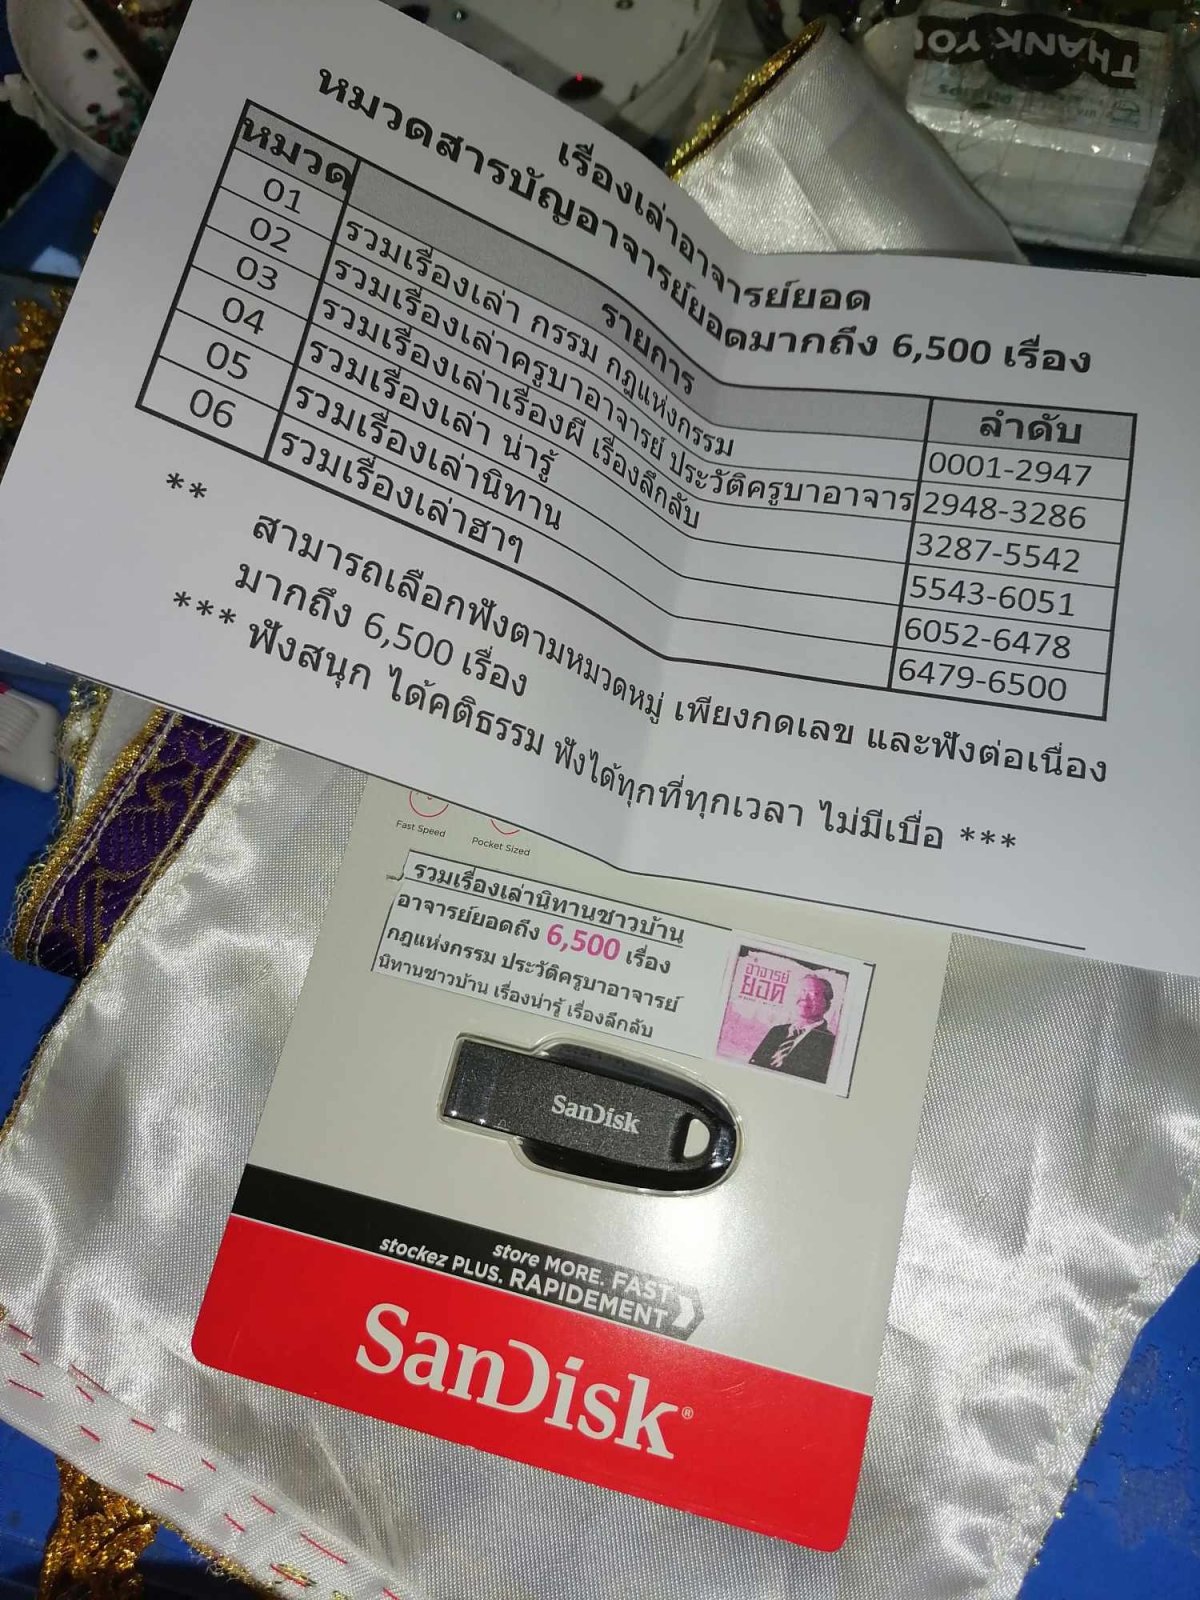 THANK YO
เรื่องเล่าอาจารย์ยอด
หมวดสารบัญอาจารย์ยอดมากถึง 6,500 เรื่อง
หมวด รายการ ลำดับ
01 รวมเรื่องเล่า กรรม กฎแห่งกรรม 0001-2947
02 รวมเรื่องเล่าครูบาอาจารย์ ประวัติครูบาอาจาร 2948-3286
03 รวมเรื่องเล่าเรื่องผี เรื่องลึกลับ 3287-5542
04 รวมเรื่องเล่า น่ารู้ 5543-6051
05 รวมเรื่องเล่านิทาน 6052-6478
06 รวมเรื่องเล่าฮาๆ 6479-6500
** สามารถเลือกฟังตามหมวดหมู่ เพียงกดเลข และฟังต่อเนื่อง
มากถึง 6,500 เรื่อง
*** ฟังสนุก ได้คติธรรม ฟังได้ทุกที่ทุกเวลา ไม่มีเบื่อ ***
Fast Speed
Pocket Sized
รวมเรื่องเล่านิทานชาวบ้าน
อาจารย์ยอดถึง 6,500 เรื่อง
กฎแห่งกรรม ประวัติครูบาอาจารย์
นิทานชาวบ้าน เรื่องน่ารู้ เรื่องลึกลับ
อาจารย์
ยอด
SanDisk
store MORE. FAST
stockez PLUS. RAPIDEMENT
SanDisk®